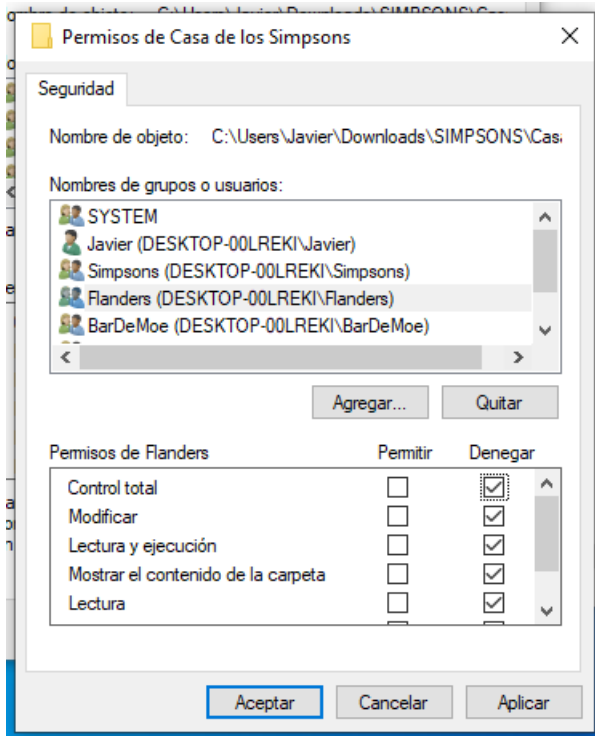 Permisos de Casa de los Simpsons
Seguridad
Nombre de objeto: C:\Users\Javier\Downloads\SIMPSONS\Casa
Nombres de grupos o usuarios:
SYSTEM
Javier (DESKTOP-00LREKI\Javier)
Simpsons (DESKTOP-00LREKI\Simpsons)
Flanders (DESKTOP-00LREKI\Flanders)
BarDeMoe (DESKTOP-00LREKI\BarDeMoe)
Agregar... Quitar
Permisos de Flanders Permitir Denegar
Control total
Modificar
Lectura y ejecución
Mostrar el contenido de la carpeta
Lectura
Aceptar Cancelar Aplicar